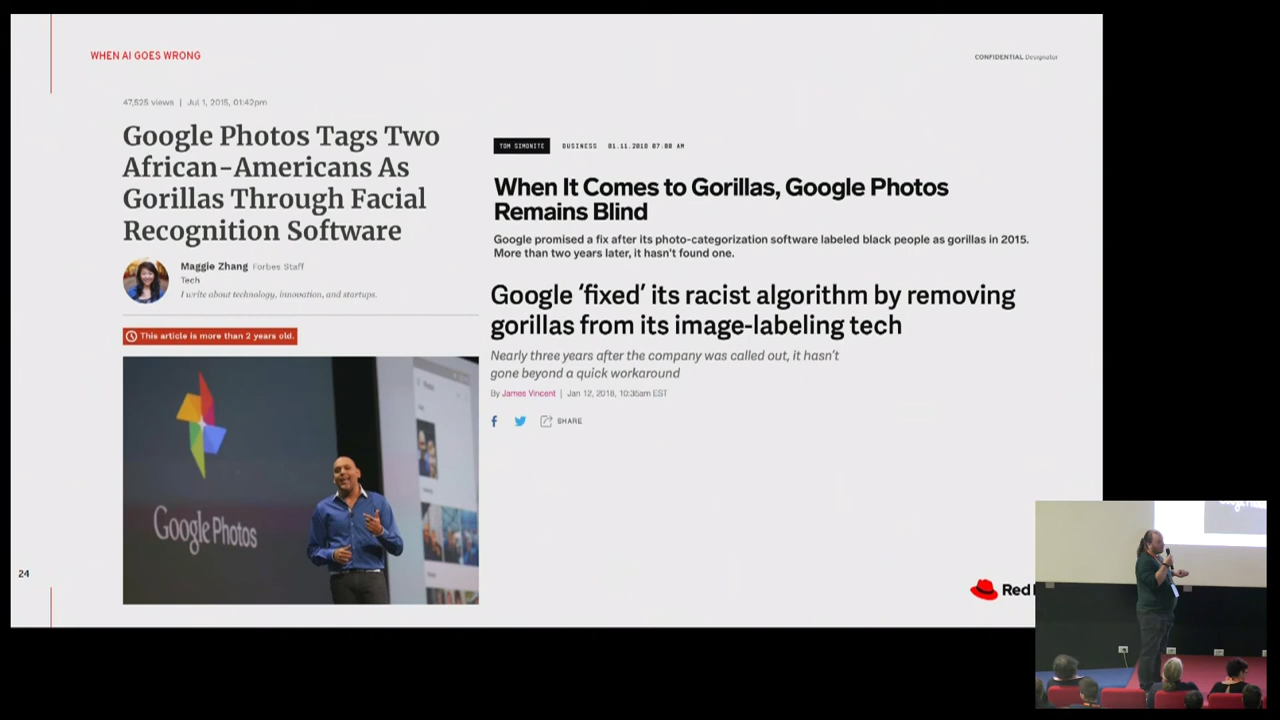 WHEN AI GOES WRONG
CONFIDENTIAL Designator
47,525 views | Jul 1, 2015, 01:42pm
Google Photos Tags Two
African-Americans As
Gorillas Through Facial
Recognition Software
Maggie Zhang Forbes Staff
Tech
I write about technology, innovation, and startups.
This article is more than 2 years old.
Google Photos
TOM SIMONITE BUSINESS 01.11.2018 07:00 AM
When It Comes to Gorillas, Google Photos
Remains Blind
Google promised a fix after its photo-categorization software labeled black people as gorillas in 2015.
More than two years later, it hasn't found one.
Google ‘fixed’ its racist algorithm by removing
gorillas from its image-labeling tech
Nearly three years after the company was called out, it hasn't
gone beyond a quick workaround
By James Vincent | Jan 12, 2018, 10:35am EST
SHARE
24
Red